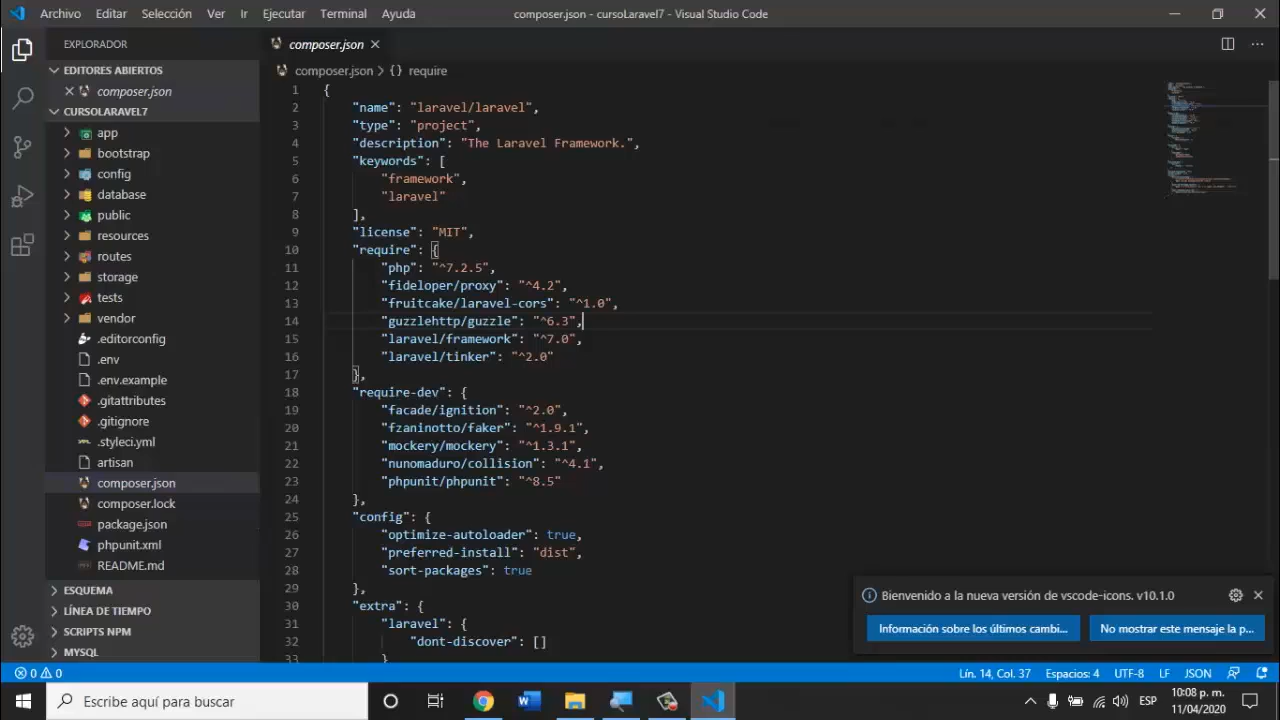 Archivo Editar Selección Ver Ir Ejecutar Terminal Ayuda
composer.json - cursoLaravel7 - Visual Studio Code
EXPLORADOR
EDITORES ABIERTOS
composer.json
CURSOLARAVEL7
app
bootstrap
config
database
public
resources
routes
storage
tests
vendor
.editorconfig
.env
.env.example
.gitattributes
.gitignore
.styleci.yml
artisan
composer.json
composer.lock
package.json
phpunit.xml
README.md
ESQUEMA
LÍNEA DE TIEMPO
SCRIPTS NPM
MYSQL
composer.json
composer.json > {} require
1 {
2 "name": "laravel/laravel",
3 "type": "project",
4 "description": "The Laravel Framework.",
5 "keywords": [
6 "framework",
7 "laravel"
8 ],
9 "license": "MIT",
10 "require": {
11 "php": "^7.2.5",
12 "fideloper/proxy": "^4.2",
13 "fruitcake/laravel-cors": "^1.0",
14 "guzzlehttp/guzzle": "^6.3",
15 "laravel/framework": "^7.0",
16 "laravel/tinker": "^2.0"
17 },
18 "require-dev": {
19 "facade/ignition": "^2.0",
20 "fzaninotto/faker": "^1.9.1",
21 "mockery/mockery": "^1.3.1",
22 "nunomaduro/collision": "^4.1",
23 "phpunit/phpunit": "^8.5"
24 },
25 "config": {
26 "optimize-autoloader": true,
27 "preferred-install": "dist",
28 "sort-packages": true
29 },
30 "extra": {
31 "laravel": {
32 "dont-discover": []
33 }
Bienvenido a la nueva versión de vscode-icons. v10.1.0
Información sobre los últimos cambi...
No mostrar este mensaje la p...
0 0
Lín. 14, Col. 37 Espacios: 4 UTF-8 LF JSON
Escribe aquí para buscar
ESP
10:08 p. m.
11/04/2020